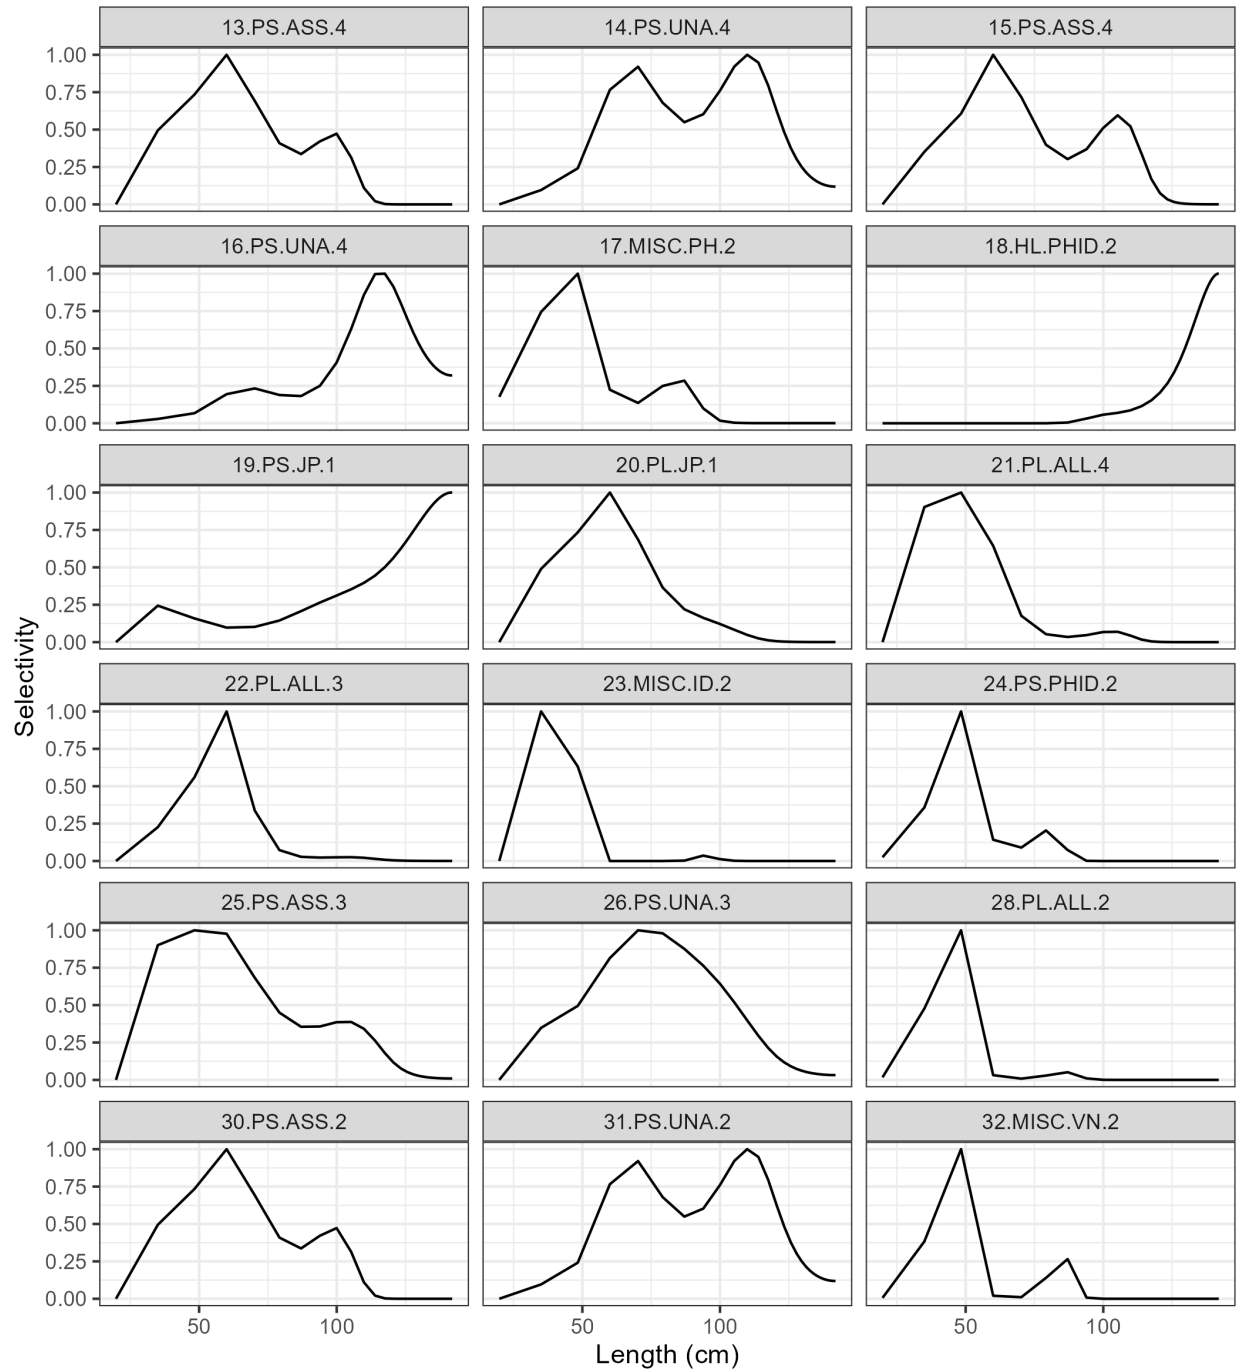 13.PS.ASS.4
14.PS.UNA.4
15.PS.ASS.4
1.00
0.75
0.50
0.25
0.00
16.PS.UNA.4
17.MISC.PH.2
18.HL.PHID.2
1.00
0.75
0.50
0.25
0.00
19.PS.JP.1
20.PL.JP.1
21.PL.ALL.4
1.00
0.75
0.50
0.25
0.00
Selectivity
22.PL.ALL.3
23.MISC.ID.2
24.PS.PHID.2
1.00
0.75
0.50
0.25
0.00
25.PS.ASS.3
26.PS.UNA.3
28.PL.ALL.2
1.00
0.75
0.50
0.25
0.00
30.PS.ASS.2
31.PS.UNA.2
32.MISC.VN.2
1.00
0.75
0.50
0.25
0.00
50 100 50 100 50 100
Length (cm)